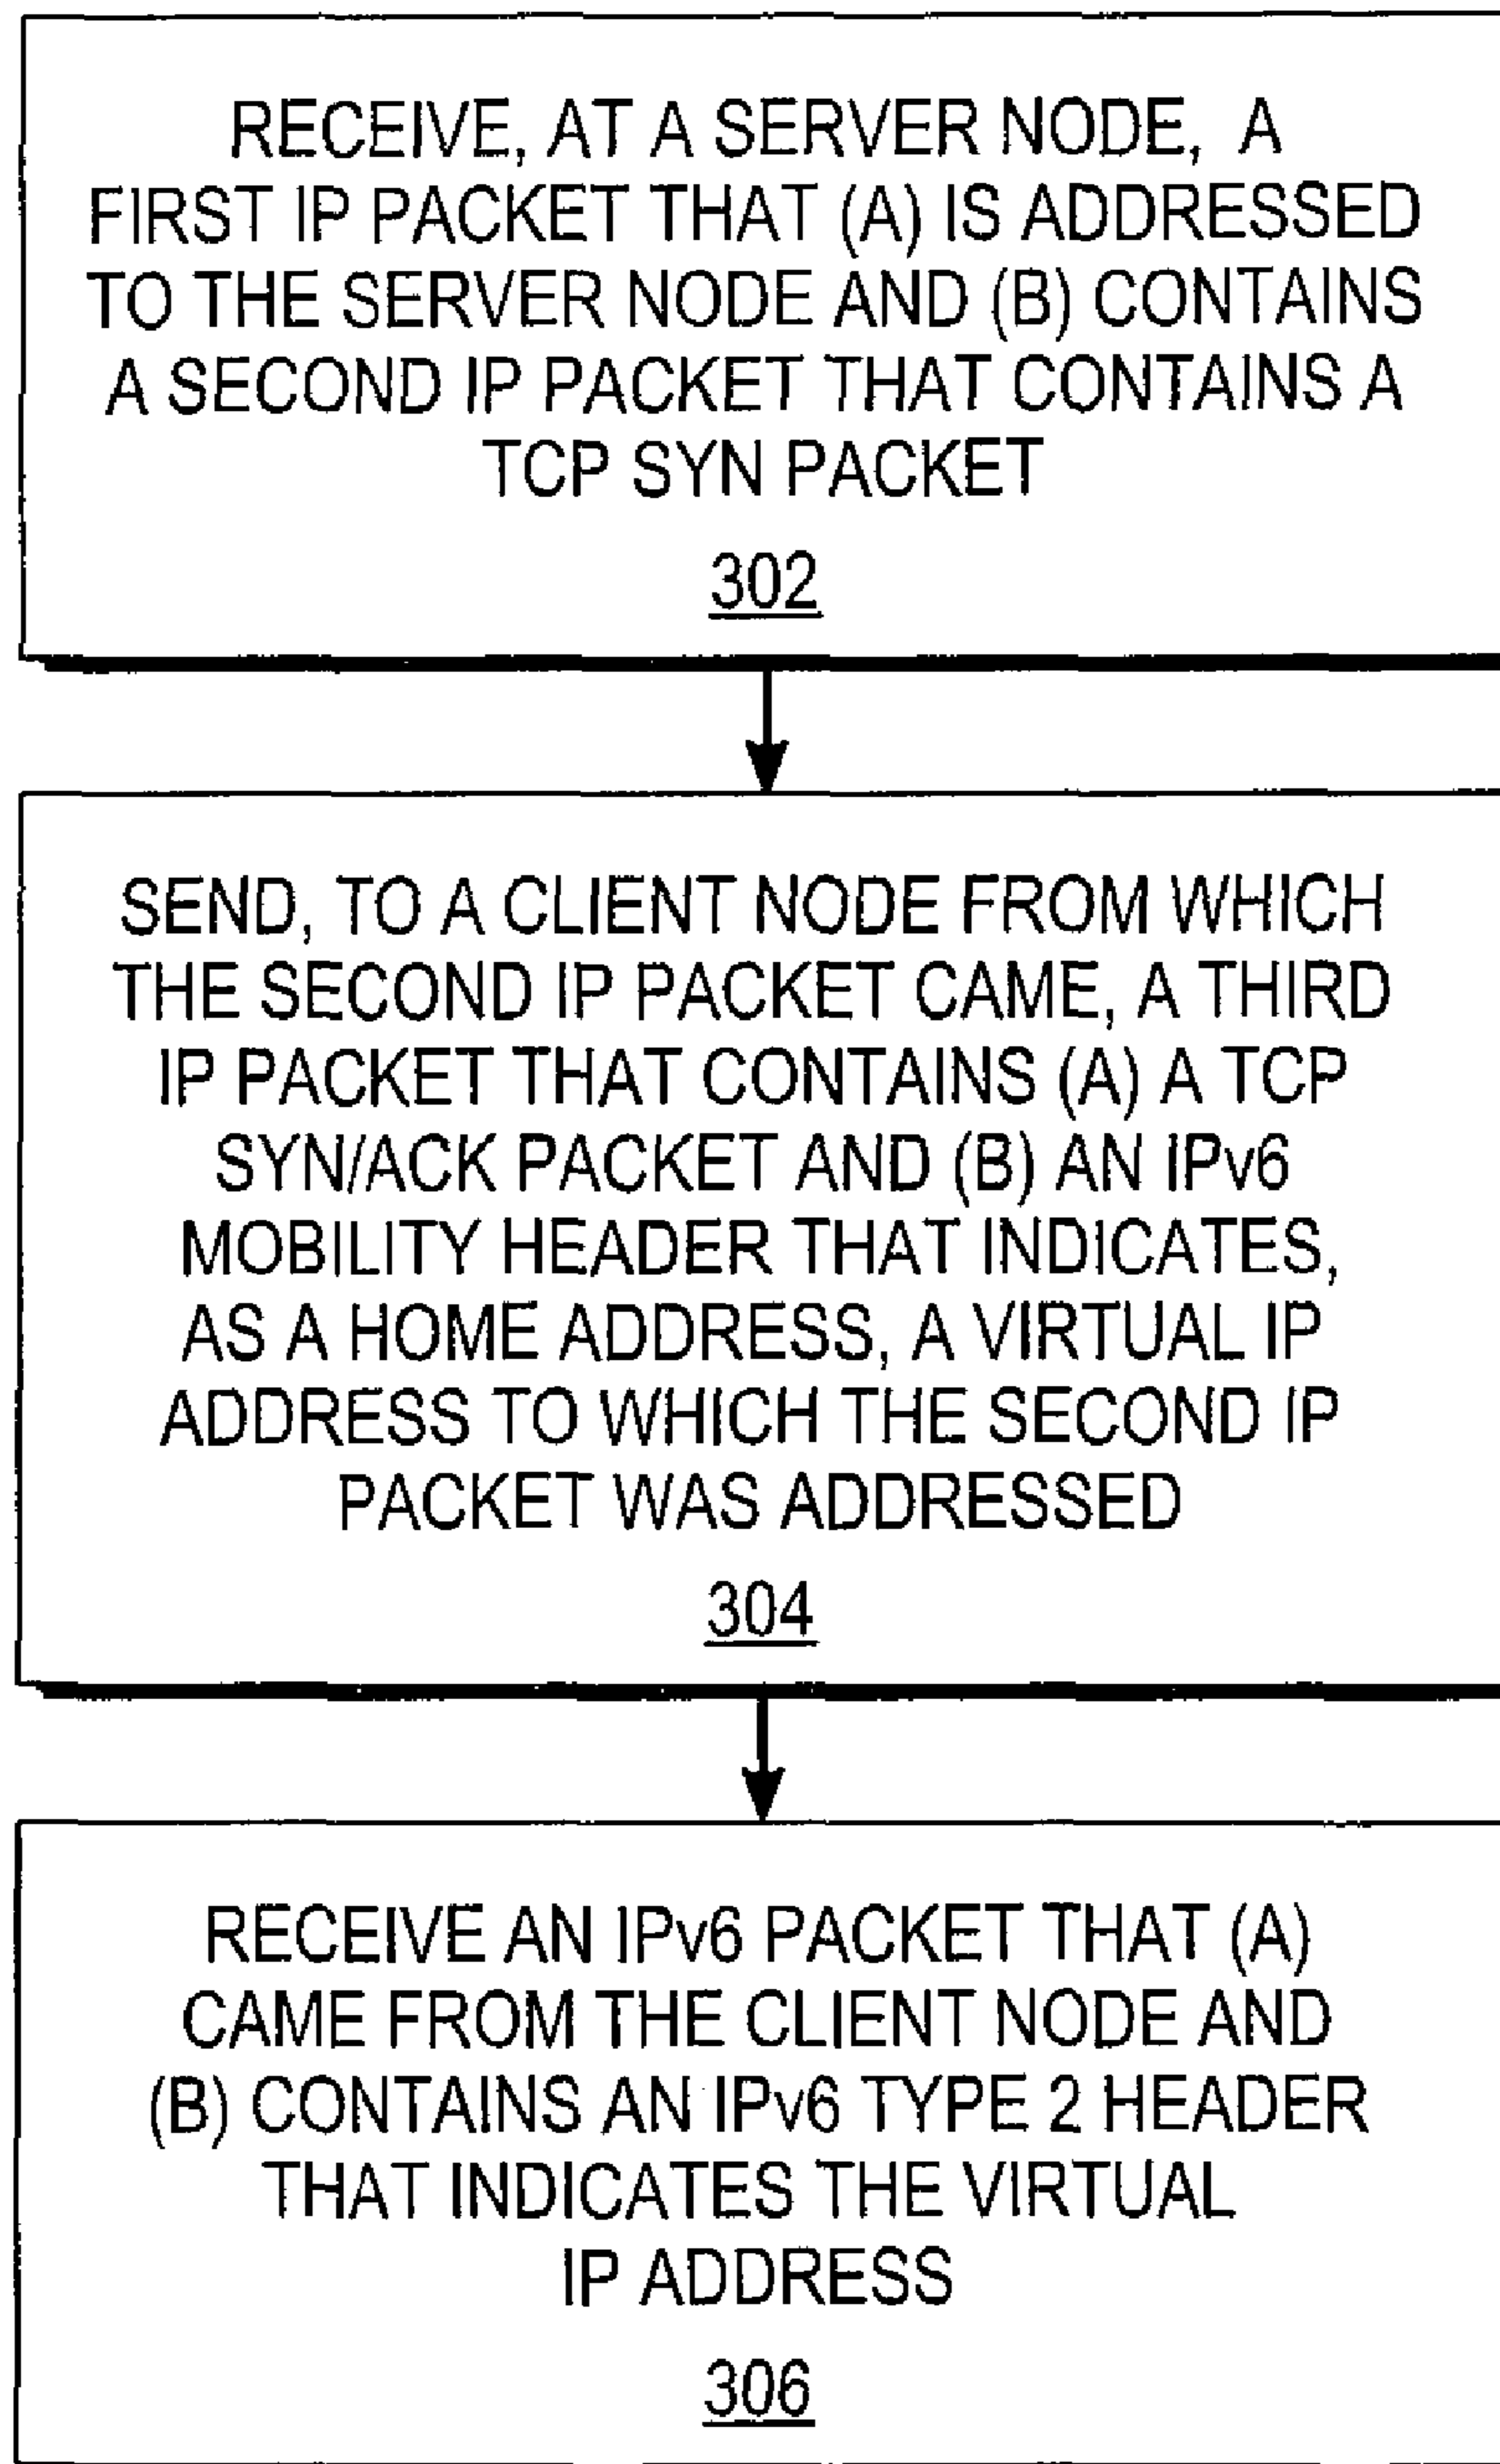 RECEIVE, AT A SERVER NODE, A
FIRST IP PACKET THAT (A) IS ADDRESSED
TO THE SERVER NODE AND (B) CONTAINS
A SECOND IP PACKET THAT CONTAINS A
TCP SYN PACKET
302
SEND, TO A CLIENT NODE FROM WHICH
THE SECOND IP PACKET CAME, A THIRD
IP PACKET THAT CONTAINS (A) A TCP
SYN/ACK PACKET AND (B) AN IPv6
MOBILITY HEADER THAT INDICATES,
AS A HOME ADDRESS, A VIRTUAL IP
ADDRESS TO WHICH THE SECOND IP
PACKET WAS ADDRESSED
304
RECEIVE AN IPv6 PACKET THAT (A)
CAME FROM THE CLIENT NODE AND
(B) CONTAINS AN IPv6 TYPE 2 HEADER
THAT INDICATES THE VIRTUAL
IP ADDRESS
306